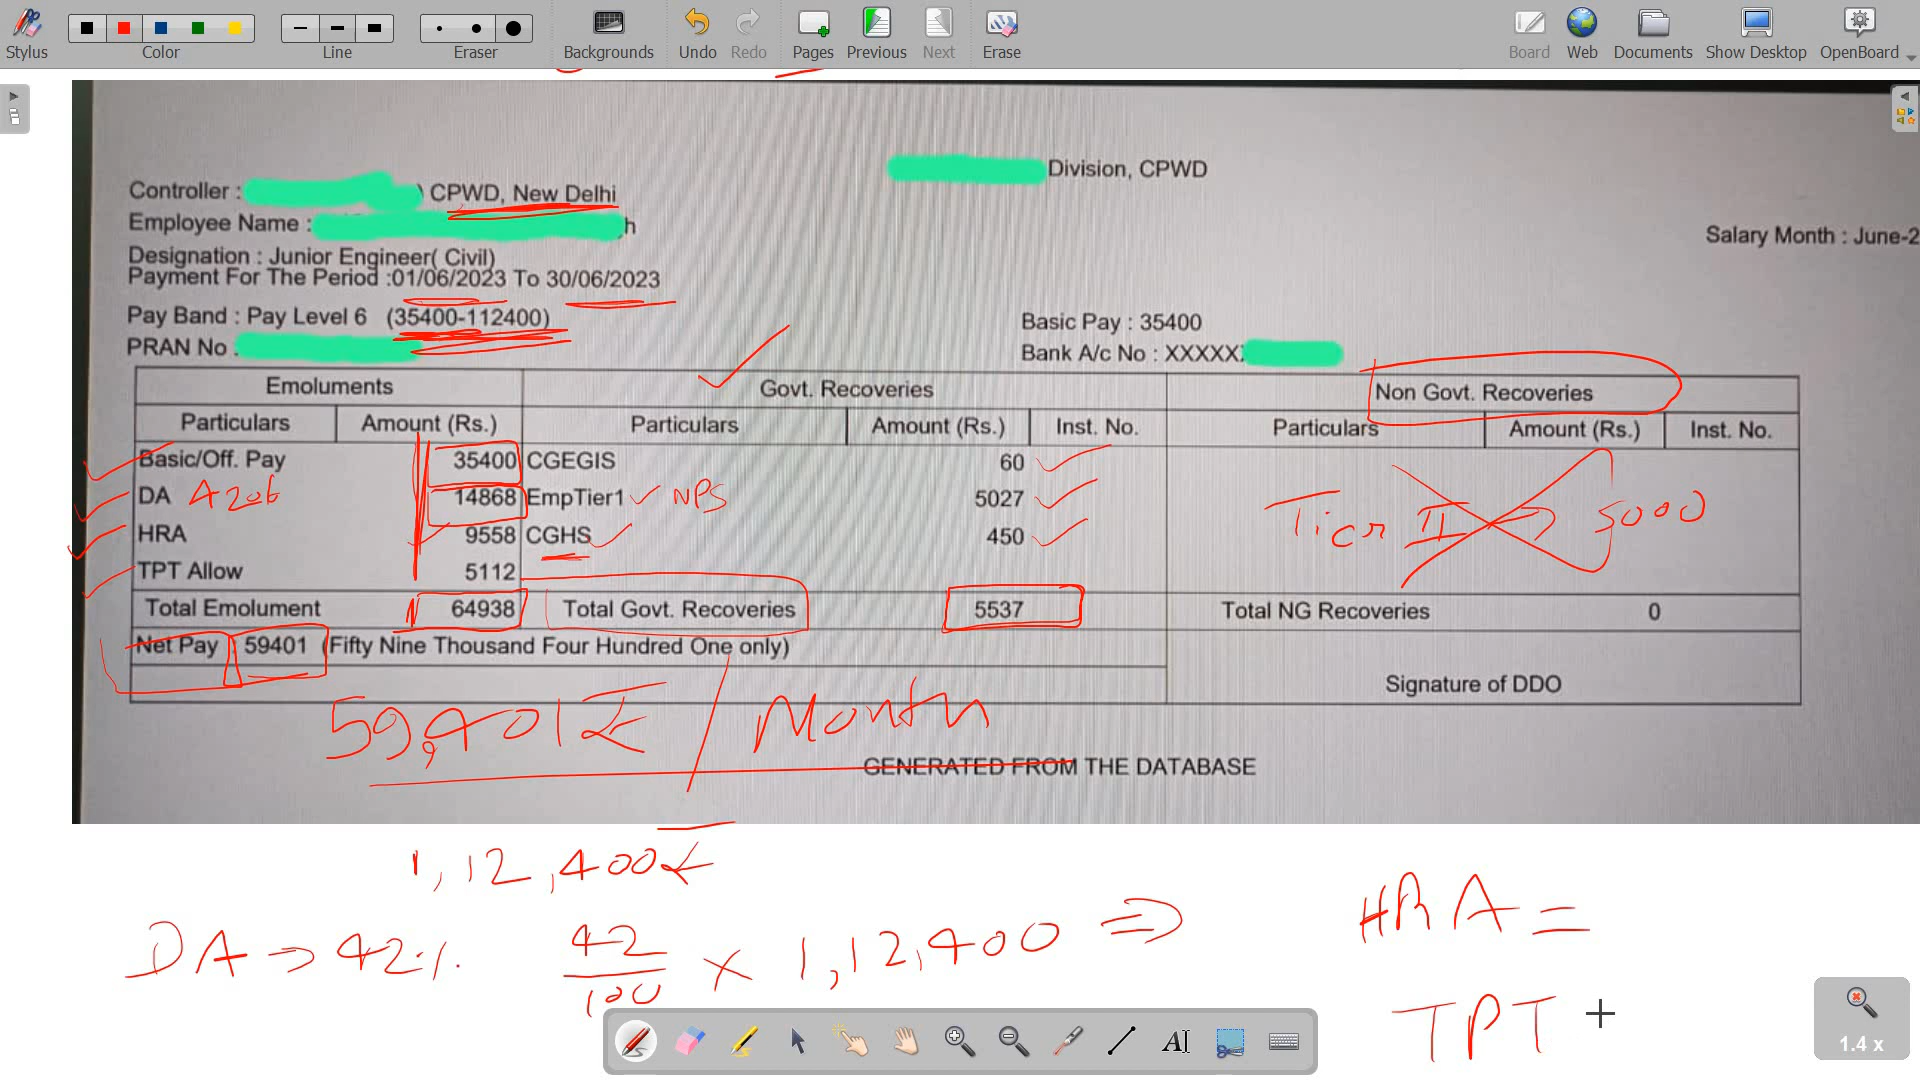 Stylus Color Line Eraser Backgrounds Undo Redo Pages Previous Next Erase Board Web Documents Show Desktop OpenBoard
Division, CPWD
Controller : ) CPWD, New Delhi
Employee Name : h
Salary Month : June-2
Designation : Junior Engineer( Civil)
Payment For The Period :01/06/2023 To 30/06/2023
Pay Band : Pay Level 6 (35400-112400)
Basic Pay : 35400
PRAN No :
Bank A/c No : XXXXX
Emoluments Govt. Recoveries Non Govt. Recoveries
Particulars Amount (Rs.) Particulars Amount (Rs.) Inst. No. Particulars Amount (Rs.) Inst. No.
Basic/Off. Pay 35400 CGEGIS 60
DA 14868 EmpTier1 NPS 5027
Tier II 5000
HRA 9558 CGHS 450
TPT Allow 5112
Total Emolument 64938 Total Govt. Recoveries 5537 Total NG Recoveries 0
Net Pay : 59401 (Fifty Nine Thousand Four Hundred One only)
Signature of DDO
59,401₹ / Month
GENERATED FROM THE DATABASE
1,12,400₹
DA → 42% 42/100 × 1,12,400 ⇒
HRA =
TPT
AI
1.4 x